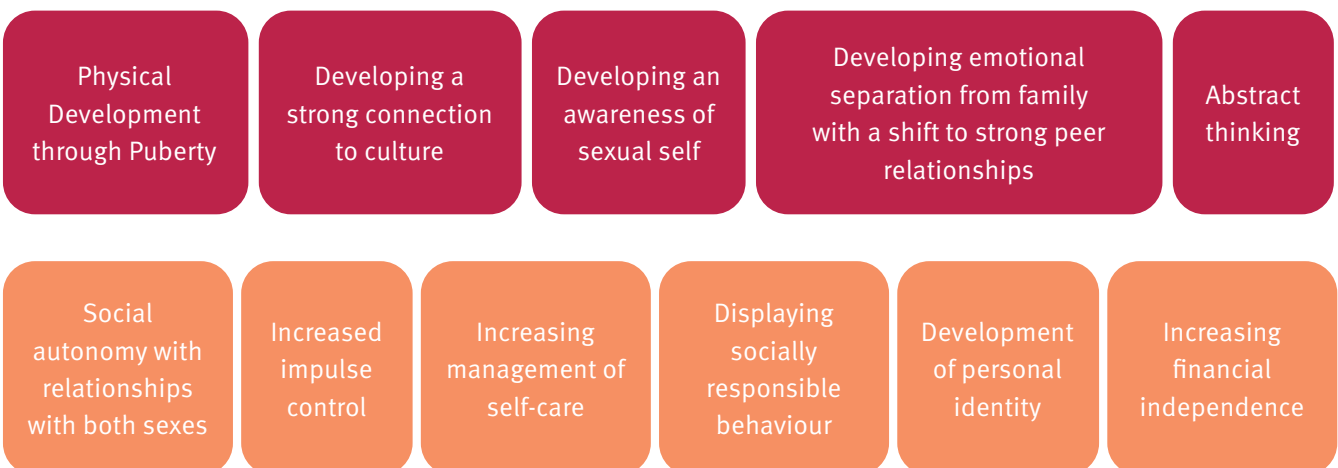 Physical
Development
through Puberty
Developing a
strong connection
to culture
Developing an
awareness of
sexual self
Developing emotional
separation from family
with a shift to strong peer
relationships
Abstract
thinking
Social
autonomy with
relationships
with both sexes
Increased
impulse
control
Increasing
management of
self-care
Displaying
socially
responsible
behaviour
Development
of personal
identity
Increasing
financial
independence